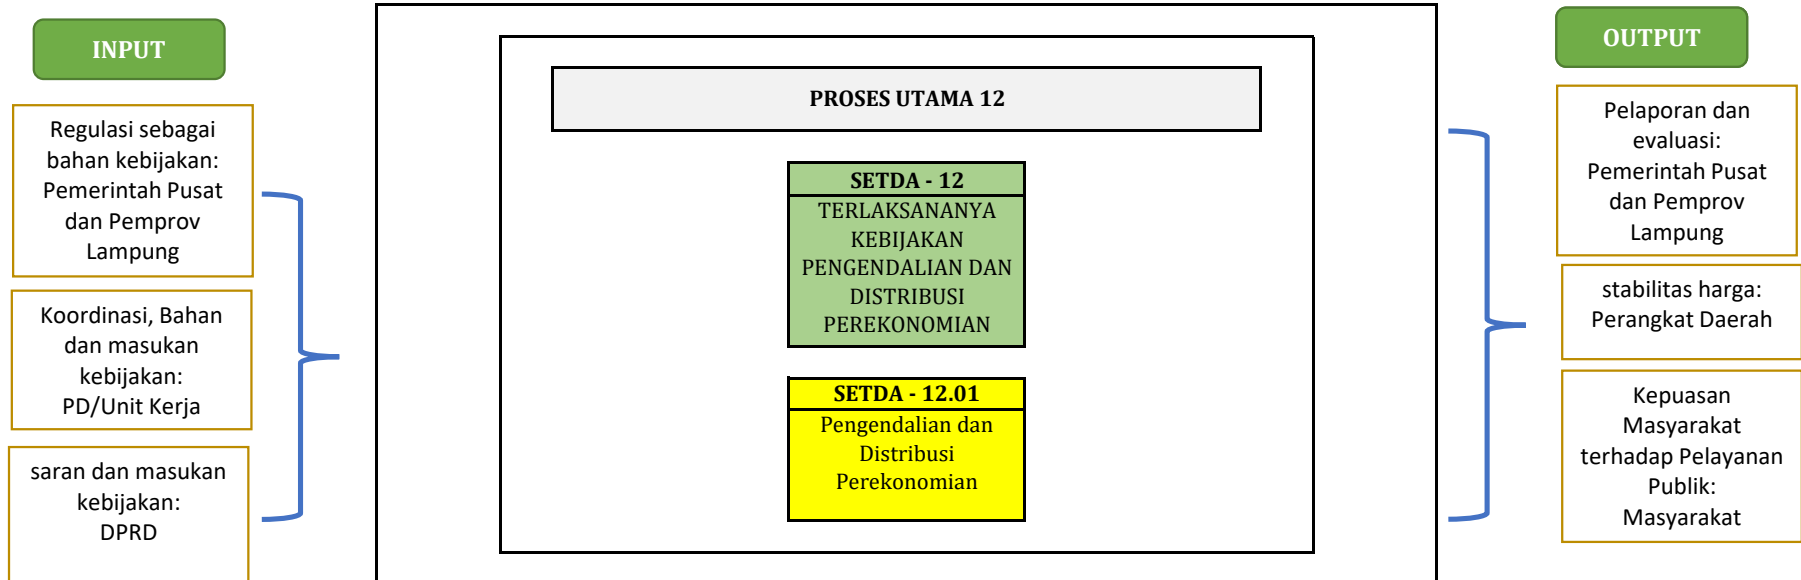 INPUT
Regulasi sebagai
bahan kebijakan:
Pemerintah Pusat
dan Pemprov
Lampung
Koordinasi, Bahan
dan masukan
kebijakan:
PD/Unit Kerja
saran dan masukan
kebijakan:
DPRD
PROSES UTAMA 12
SETDA - 12
TERLAKSANANYA
KEBIJAKAN
PENGENDALIAN DAN
DISTRIBUSI
PEREKONOMIAN
SETDA - 12.01
Pengendalian dan
Distribusi
Perekonomian
OUTPUT
Pelaporan dan
evaluasi:
Pemerintah Pusat
dan Pemprov
Lampung
stabilitas harga:
Perangkat Daerah
Kepuasan
Masyarakat
terhadap Pelayanan
Publik:
Masyarakat